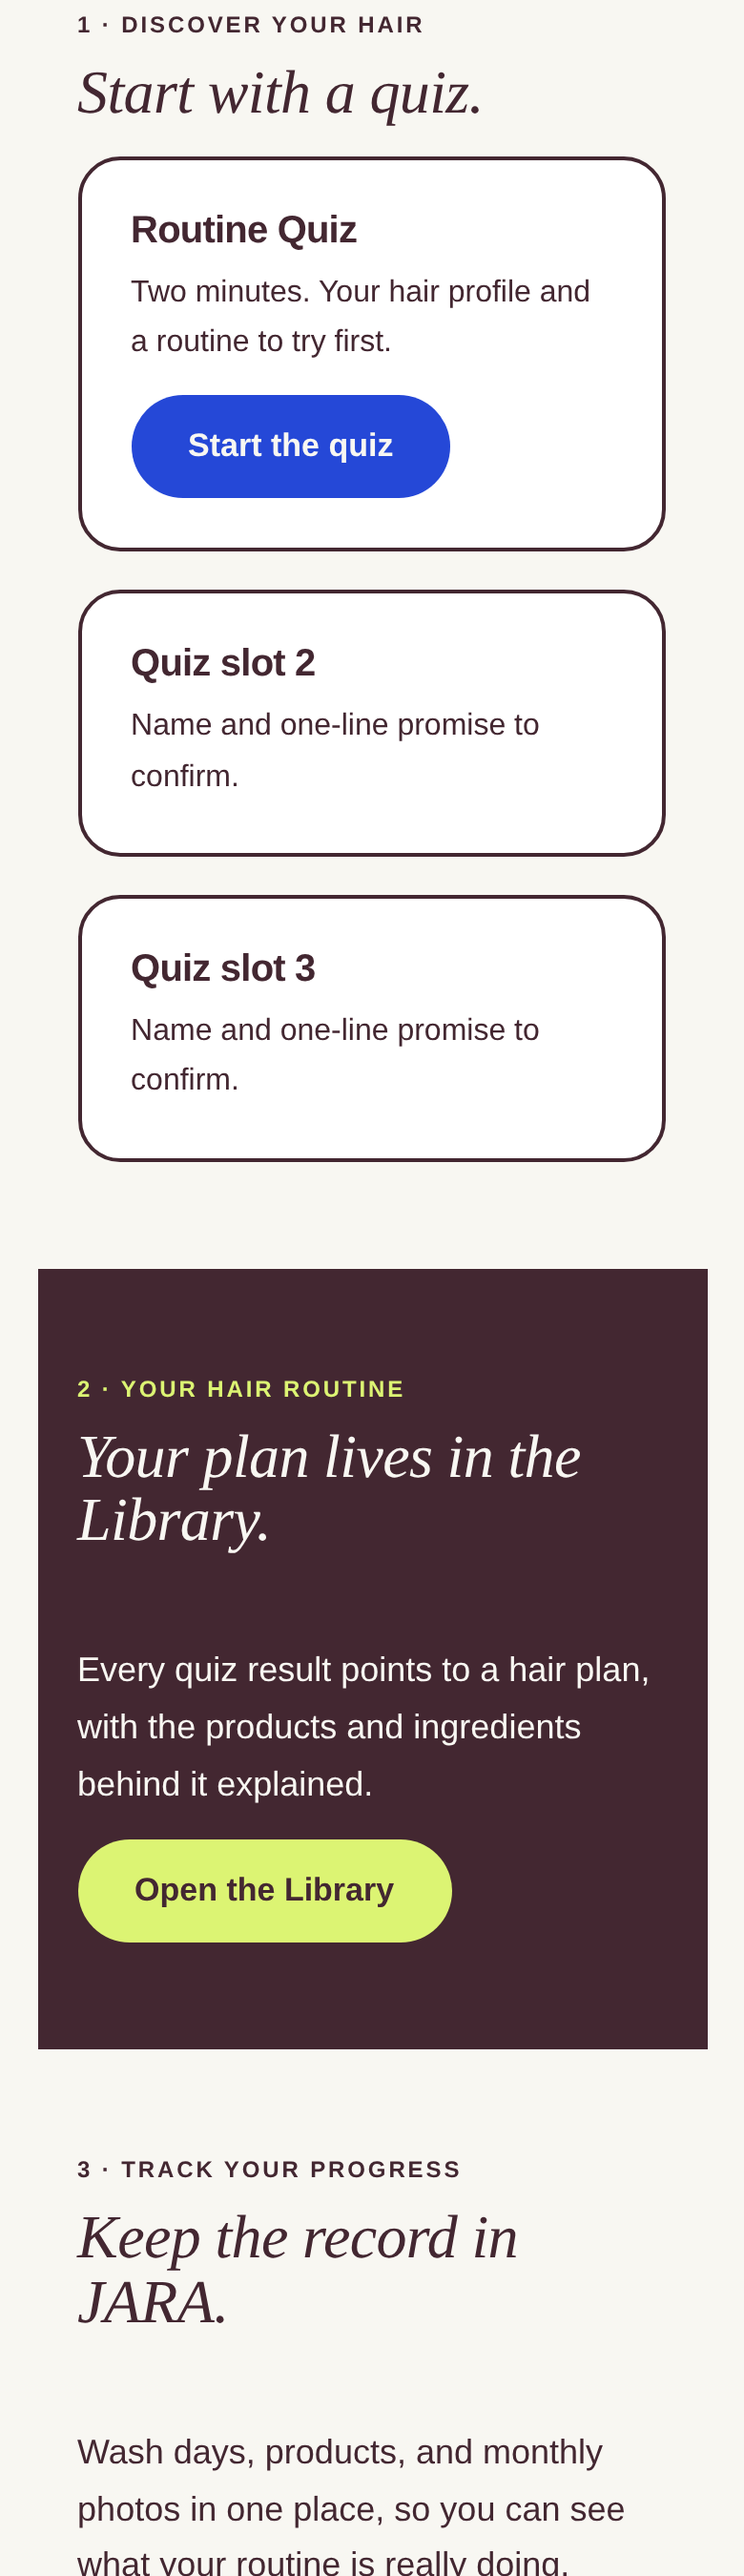 1 · DISCOVER YOUR HAIR
Start with a quiz.
Routine Quiz
Two minutes. Your hair profile and
a routine to try first.
Start the quiz
Quiz slot 2
Name and one-line promise to
confirm.
Quiz slot 3
Name and one-line promise to
confirm.
2 · YOUR HAIR ROUTINE
Your plan lives in the
Library.
Every quiz result points to a hair plan,
with the products and ingredients
behind it explained.
Open the Library
3 · TRACK YOUR PROGRESS
Keep the record in
JARA.
Wash days, products, and monthly
photos in one place, so you can see
what your routine is really doing.